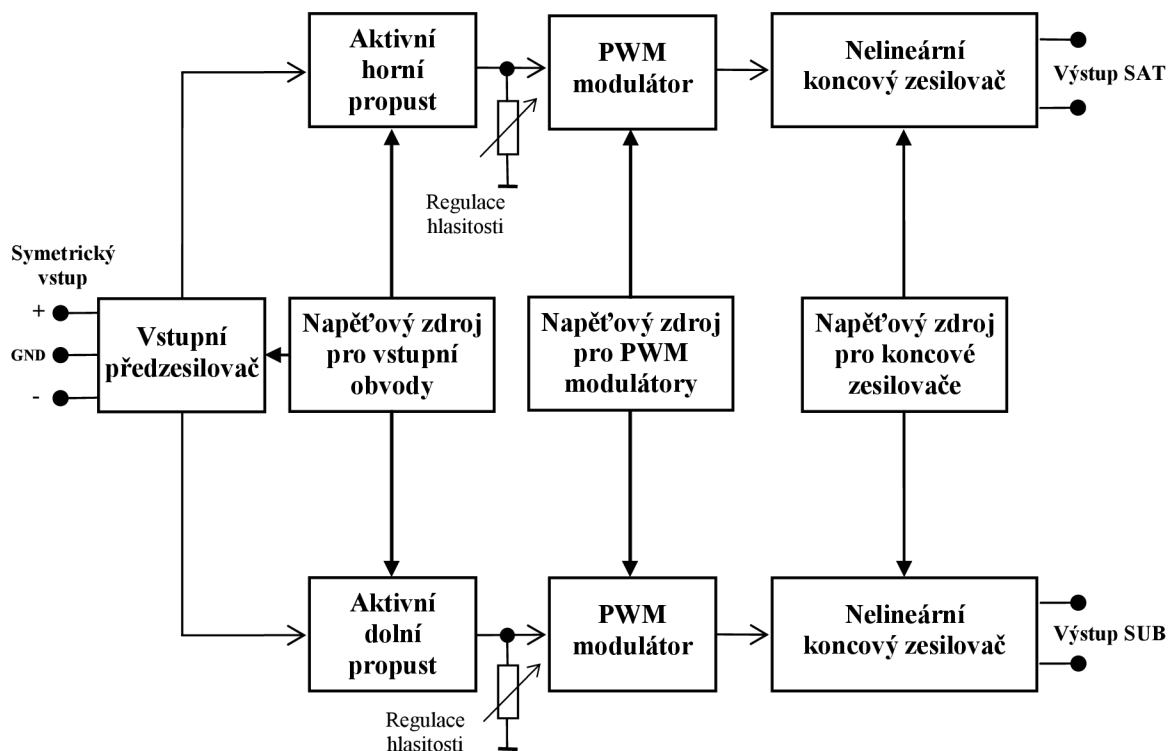 Aktivní
horní
propust
PWM
modulátor
Nelineární
koncový zesilovač
Výstup SAT
Regulace
hlasitosti
Symetrický
vstup
+
GND
-
Vstupní
předzesilovač
Napěťový zdroj
pro vstupní
obvody
Napěťový zdroj
pro PWM
modulátory
Napěťový zdroj
pro koncové
zesilovače
Aktivní
dolní
propust
PWM
modulátor
Nelineární
koncový zesilovač
Výstup SUB
Regulace
hlasitosti